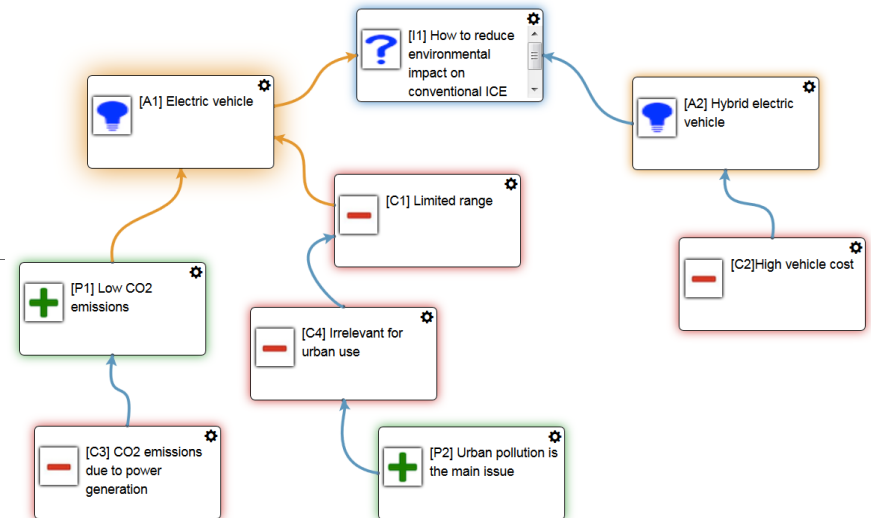 [I1] How to reduce
environmental
impact on
conventional ICE
[A1] Electric vehicle
[A2] Hybrid electric
vehicle
[C1] Limited range
[C2]High vehicle cost
[P1] Low CO2
emissions
[C4] Irrelevant for
urban use
[C3] CO2 emissions
due to power
generation
[P2] Urban pollution is
the main issue